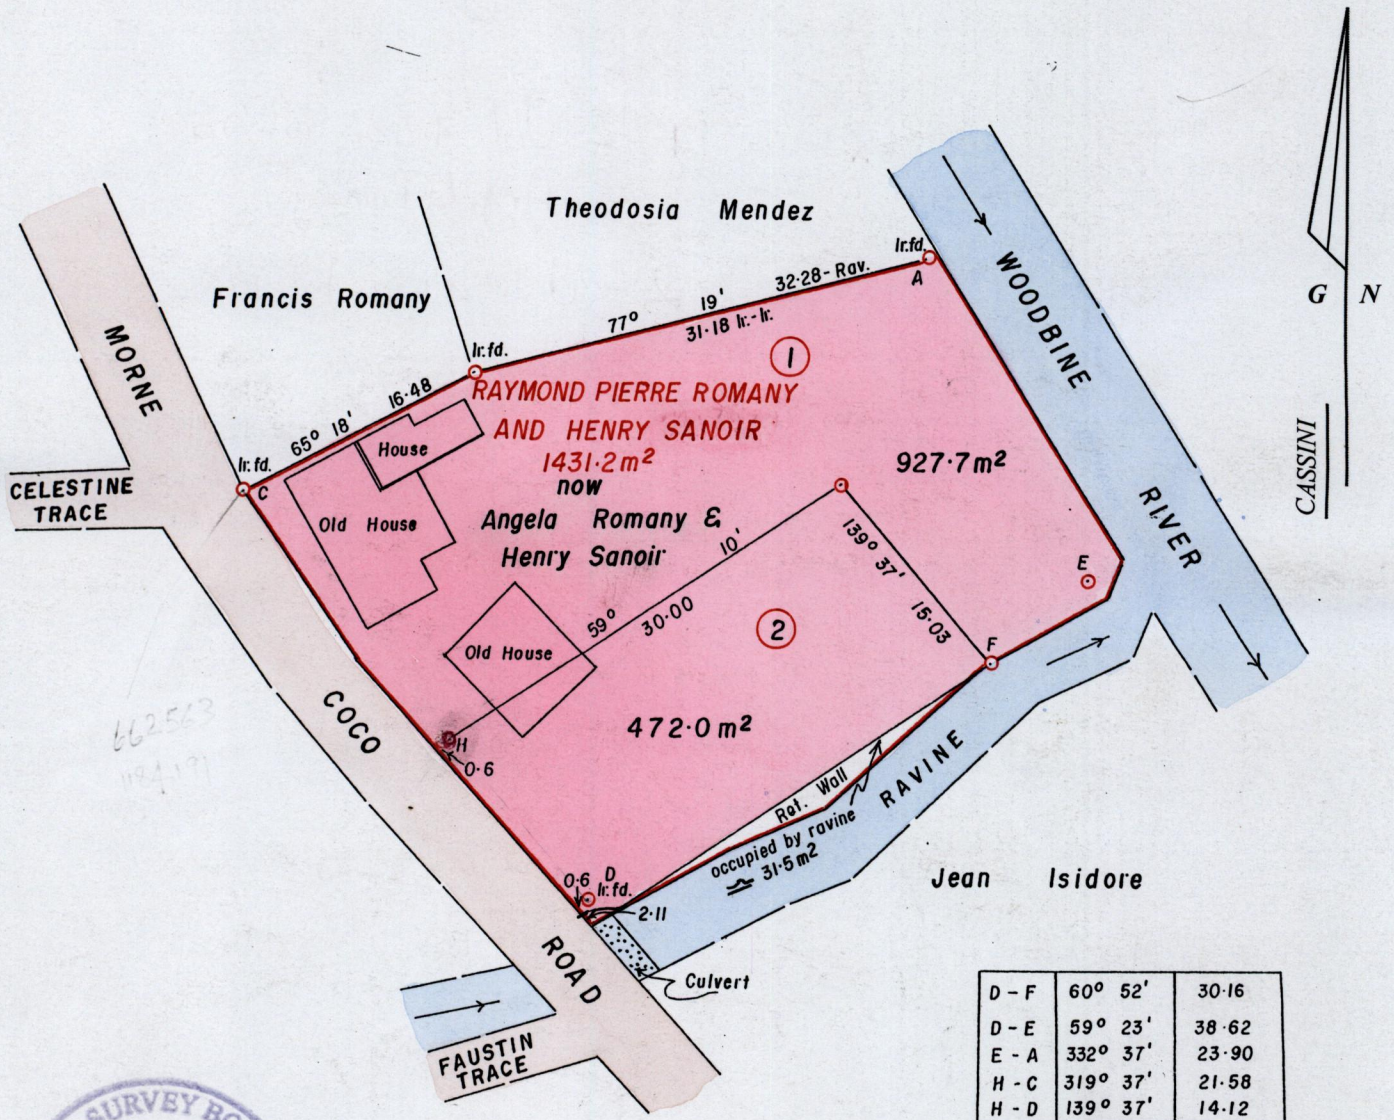 Theodosia Mendez
Ir.fd.
A
WOODBINE
RIVER
G N
CASSINI
Francis Romany
77° 19' 32·28 - Rav.
31·18 Ir.-Ir.
MORNE
Ir.fd.
65° 18' 16·48
1
RAYMOND PIERRE ROMANY
AND HENRY SANOIR
1431·2 m²
now
Angela Romany &
Henry Sanoir
927·7 m²
House
Ir. fd.
C
CELESTINE
TRACE
Old House
59° 10'
30·00
139° 37'
15·03
E
F
2
Old House
472·0 m²
COCO
H
0·6
662563
Ret. Wall
RAVINE
occupied by ravine
31·5 m²
Jean Isidore
0·6 D
Ir.fd.
2·11
ROAD
Culvert
FAUSTIN
TRACE
D - F 60° 52' 30·16
D - E 59° 23' 38·62
E - A 332° 37' 23·90
H - C 319° 37' 21·58
H - D 139° 37' 14·12
SURVEY